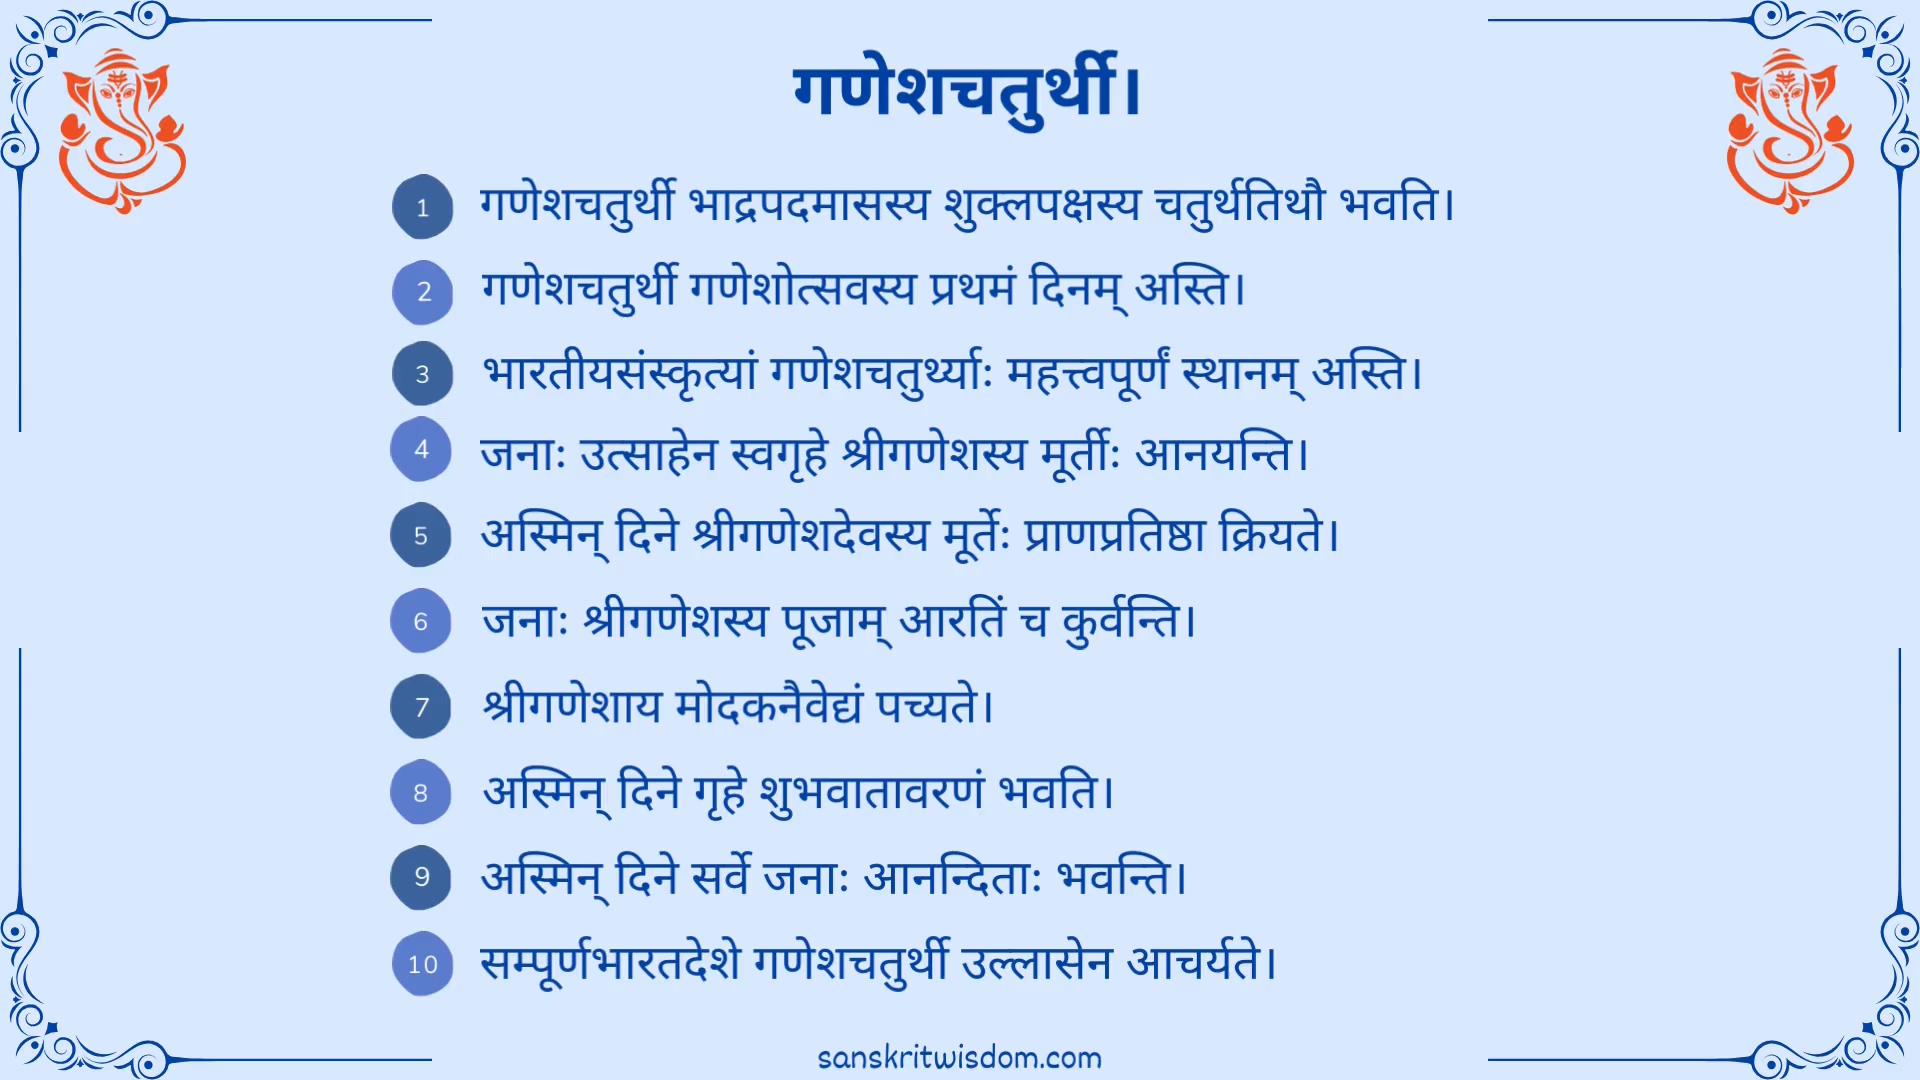 गणेशचतुर्थी।
1 गणेशचतुर्थी भाद्रपदमासस्य शुक्लपक्षस्य चतुर्थतिथौ भवति।
2 गणेशचतुर्थी गणेशोत्सवस्य प्रथमं दिनम् अस्ति।
3 भारतीयसंस्कृत्यां गणेशचतुर्थ्याः महत्त्वपूर्णं स्थानम् अस्ति।
4 जनाः उत्साहेन स्वगृहे श्रीगणेशस्य मूर्तीः आनयन्ति।
5 अस्मिन् दिने श्रीगणेशदेवस्य मूर्तेः प्राणप्रतिष्ठा क्रियते।
6 जनाः श्रीगणेशस्य पूजाम् आरतिं च कुर्वन्ति।
7 श्रीगणेशाय मोदकनैवेद्यं पच्यते।
8 अस्मिन् दिने गृहे शुभवातावरणं भवति।
9 अस्मिन् दिने सर्वे जनाः आनन्दिताः भवन्ति।
10 सम्पूर्णभारतदेशे गणेशचतुर्थी उल्लासेन आचर्यते।
sanskritwisdom.com